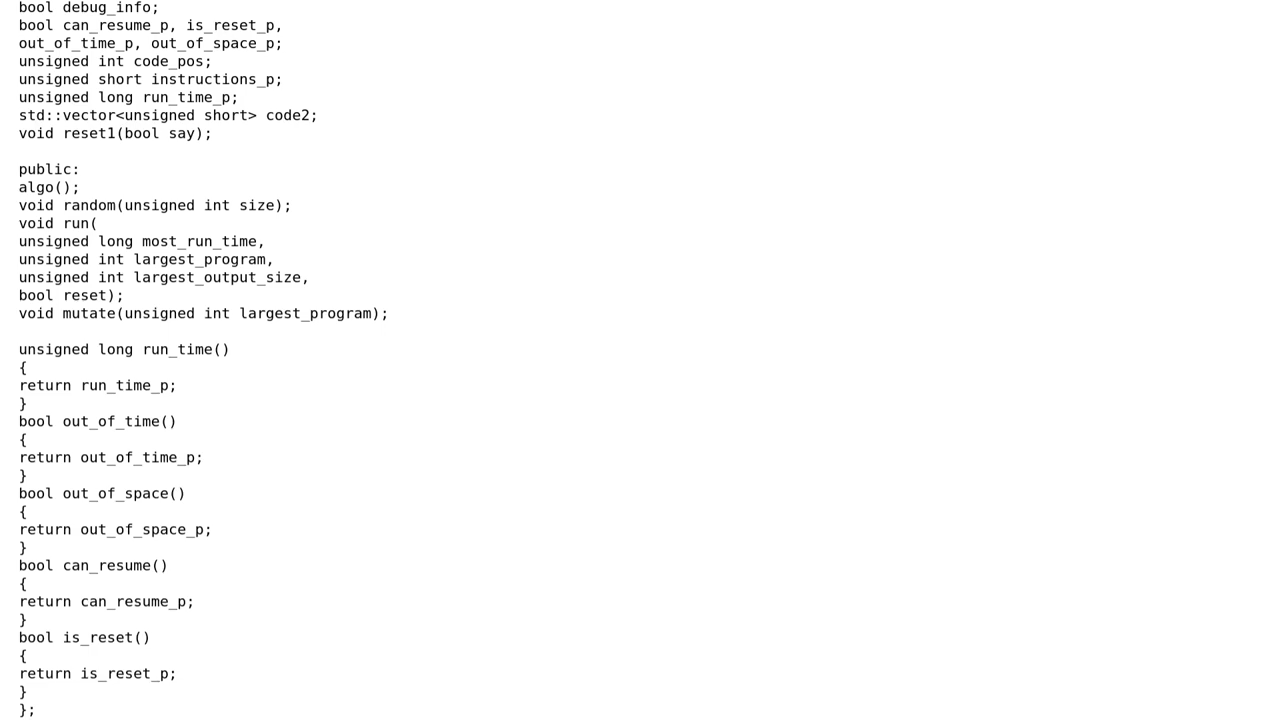 bool debug_info;
bool can_resume_p, is_reset_p,
out_of_time_p, out_of_space_p;
unsigned int code_pos;
unsigned short instructions_p;
unsigned long run_time_p;
std::vector<unsigned short> code2;
void reset1(bool say);

public:
algo();
void random(unsigned int size);
void run(
unsigned long most_run_time,
unsigned int largest_program,
unsigned int largest_output_size,
bool reset);
void mutate(unsigned int largest_program);

unsigned long run_time()
{
return run_time_p;
}
bool out_of_time()
{
return out_of_time_p;
}
bool out_of_space()
{
return out_of_space_p;
}
bool can_resume()
{
return can_resume_p;
}
bool is_reset()
{
return is_reset_p;
}
};